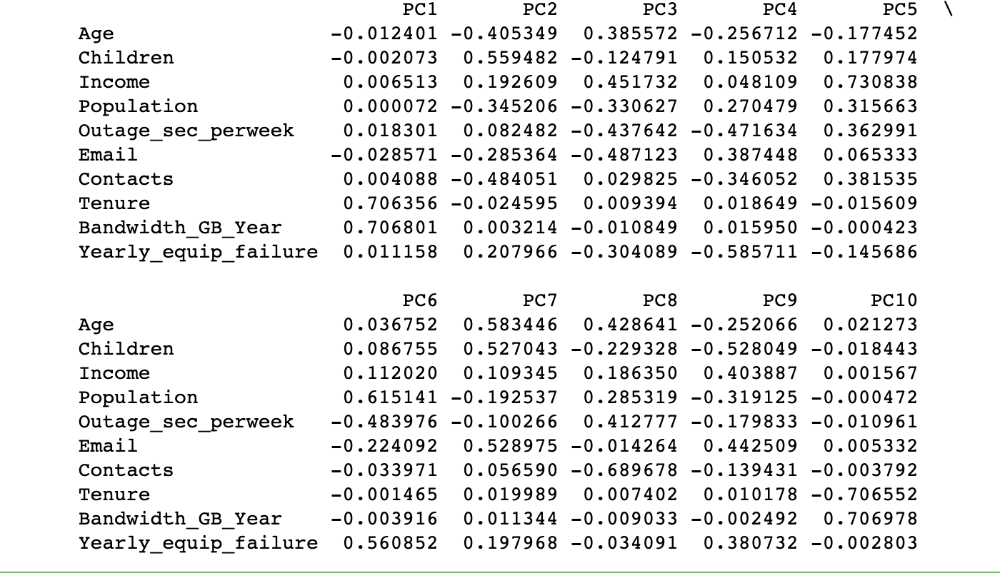 PC1 PC2 PC3 PC4 PC5 \
Age -0.012401 -0.405349 0.385572 -0.256712 -0.177452
Children -0.002073 0.559482 -0.124791 0.150532 0.177974
Income 0.006513 0.192609 0.451732 0.048109 0.730838
Population 0.000072 -0.345206 -0.330627 0.270479 0.315663
Outage_sec_perweek 0.018301 0.082482 -0.437642 -0.471634 0.362991
Email -0.028571 -0.285364 -0.487123 0.387448 0.065333
Contacts 0.004088 -0.484051 0.029825 -0.346052 0.381535
Tenure 0.706356 -0.024595 0.009394 0.018649 -0.015609
Bandwidth_GB_Year 0.706801 0.003214 -0.010849 0.015950 -0.000423
Yearly_equip_failure 0.011158 0.207966 -0.304089 -0.585711 -0.145686
PC6 PC7 PC8 PC9 PC10
Age 0.036752 0.583446 0.428641 -0.252066 0.021273
Children 0.086755 0.527043 -0.229328 -0.528049 -0.018443
Income 0.112020 0.109345 0.186350 0.403887 0.001567
Population 0.615141 -0.192537 0.285319 -0.319125 -0.000472
Outage_sec_perweek -0.483976 -0.100266 0.412777 -0.179833 -0.010961
Email -0.224092 0.528975 -0.014264 0.442509 0.005332
Contacts -0.033971 0.056590 -0.689678 -0.139431 -0.003792
Tenure -0.001465 0.019989 0.007402 0.010178 -0.706552
Bandwidth_GB_Year -0.003916 0.011344 -0.009033 -0.002492 0.706978
Yearly_equip_failure 0.560852 0.197968 -0.034091 0.380732 -0.002803